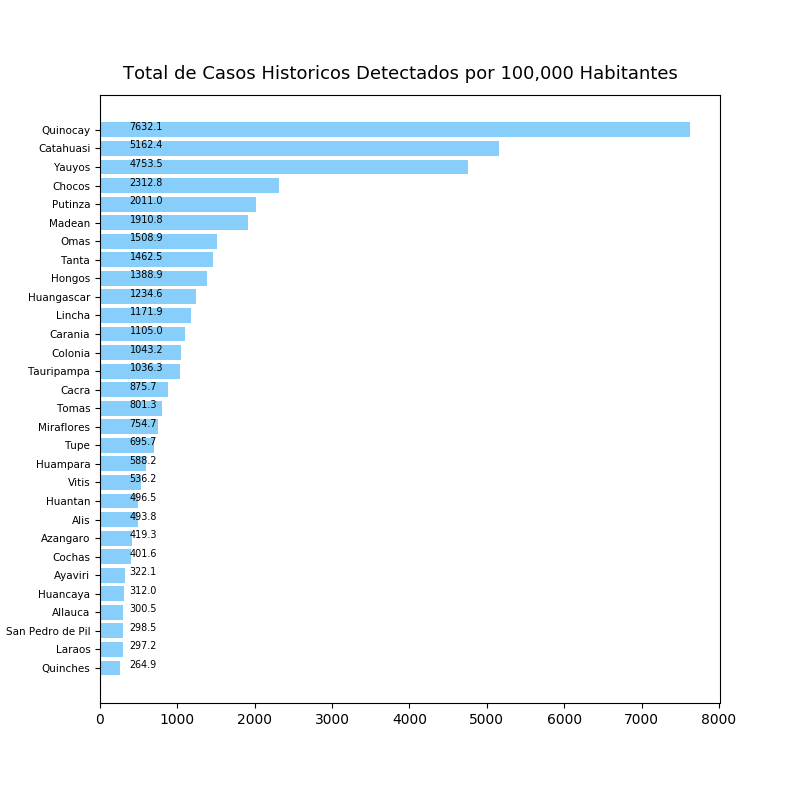 Total de Casos Historicos Detectados por 100,000 Habitantes
Quinocay 7632.1
Catahuasi 5162.4
Yauyos 4753.5
Chocos 2312.8
Putinza 2011.0
Madean 1910.8
Omas 1508.9
Tanta 1462.5
Hongos 1388.9
Huangascar 1234.6
Lincha 1171.9
Carania 1105.0
Colonia 1043.2
Tauripampa 1036.3
Cacra 875.7
Tomas 801.3
Miraflores 754.7
Tupe 695.7
Huampara 588.2
Vitis 536.2
Huantan 496.5
Alis 493.8
Azangaro 419.3
Cochas 401.6
Ayaviri 322.1
Huancaya 312.0
Allauca 300.5
San Pedro de Pil 298.5
Laraos 297.2
Quinches 264.9
0 1000 2000 3000 4000 5000 6000 7000 8000